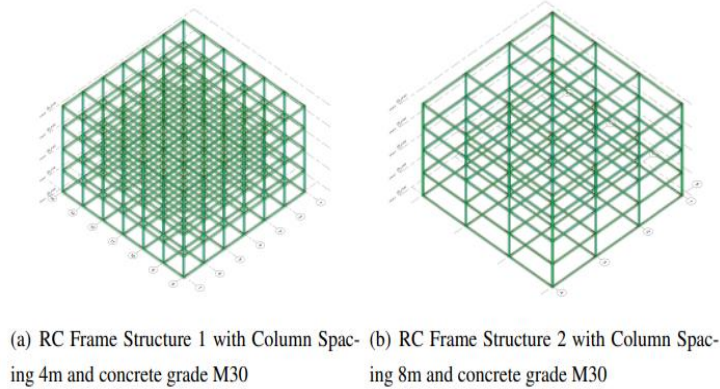 (a) RC Frame Structure 1 with Column Spac-
ing 4m and concrete grade M30
(b) RC Frame Structure 2 with Column Spac-
ing 8m and concrete grade M30